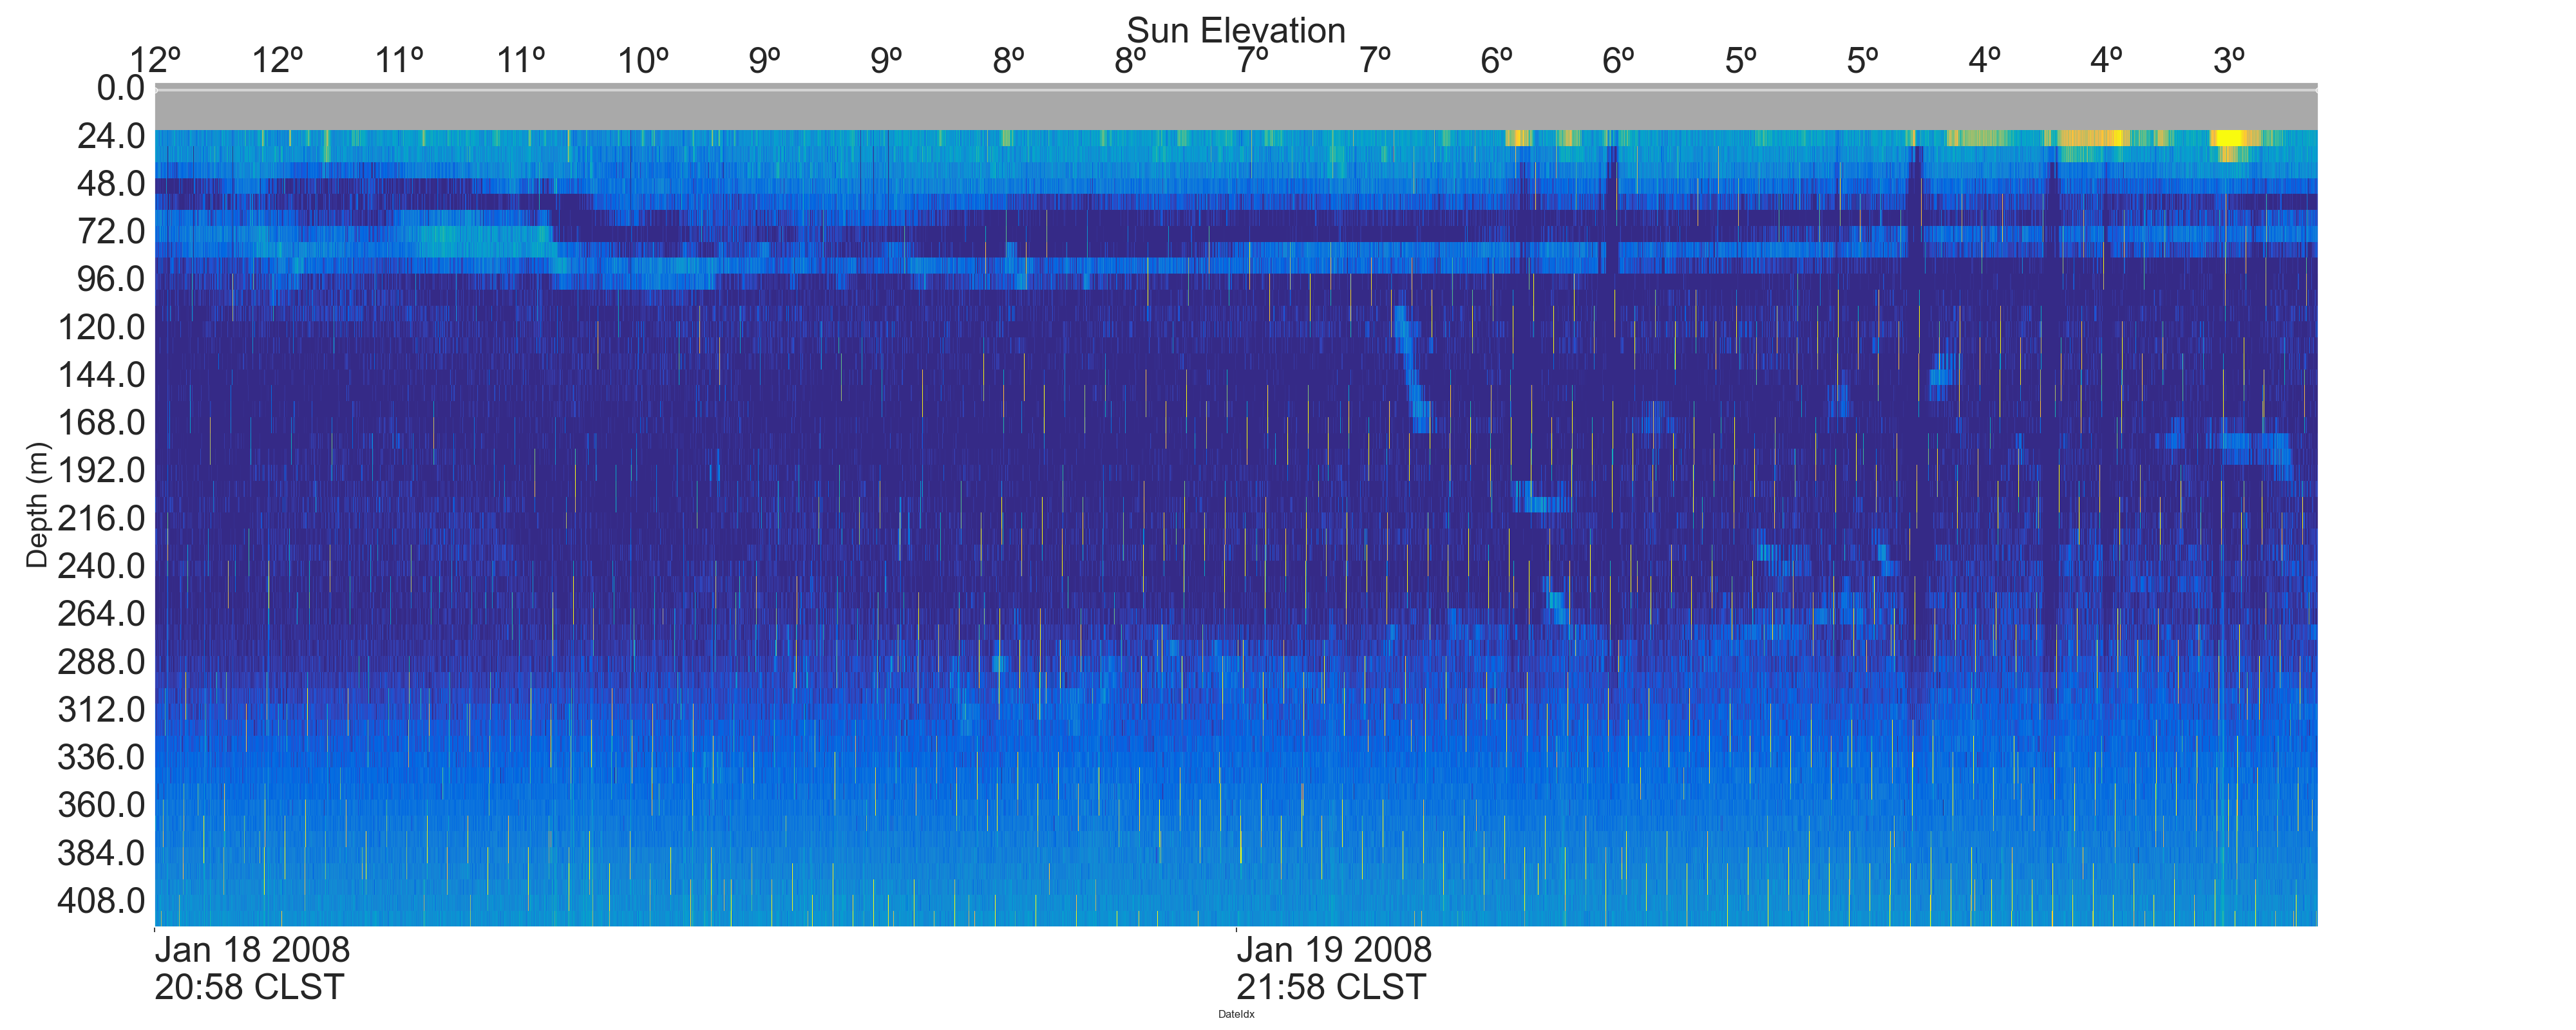 Sun Elevation
12º 12º 11º 11º 10º 9º 9º 8º 8º 7º 7º 6º 6º 5º 5º 4º 4º 3º
0.0
24.0
48.0
72.0
96.0
120.0
144.0
168.0
192.0
216.0
240.0
264.0
288.0
312.0
336.0
360.0
384.0
408.0
Depth (m)
Jan 18 2008
20:58 CLST
Jan 19 2008
21:58 CLST
DateIdx